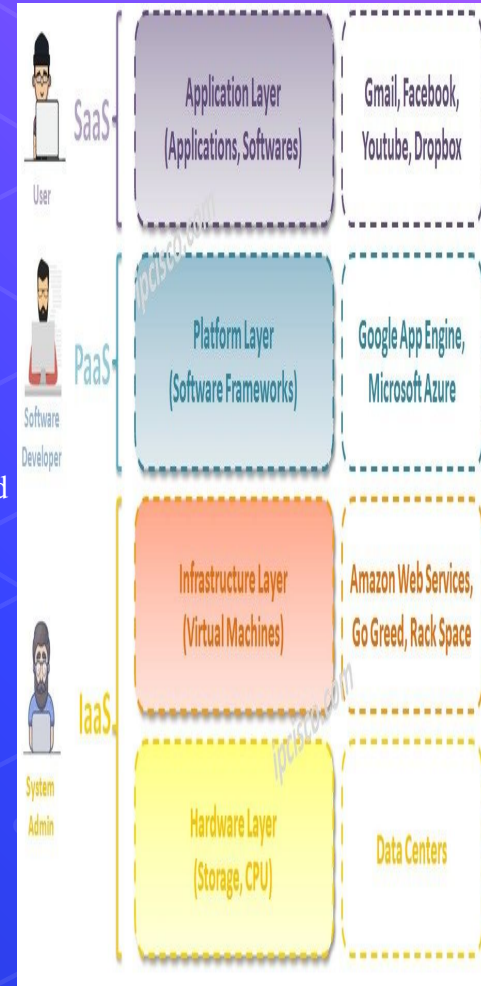 SaaS
User
Application Layer
(Applications, Softwares)
Gmail, Facebook,
Youtube, Dropbox
ipcisco.com
PaaS
Software
Developer
Platform Layer
(Software Frameworks)
Google App Engine,
Microsoft Azure
d
IaaS
System
Admin
Infrastructure Layer
(Virtual Machines)
Amazon Web Services,
Go Greed, Rack Space
ipcisco.com
Hardware Layer
(Storage, CPU)
Data Centers